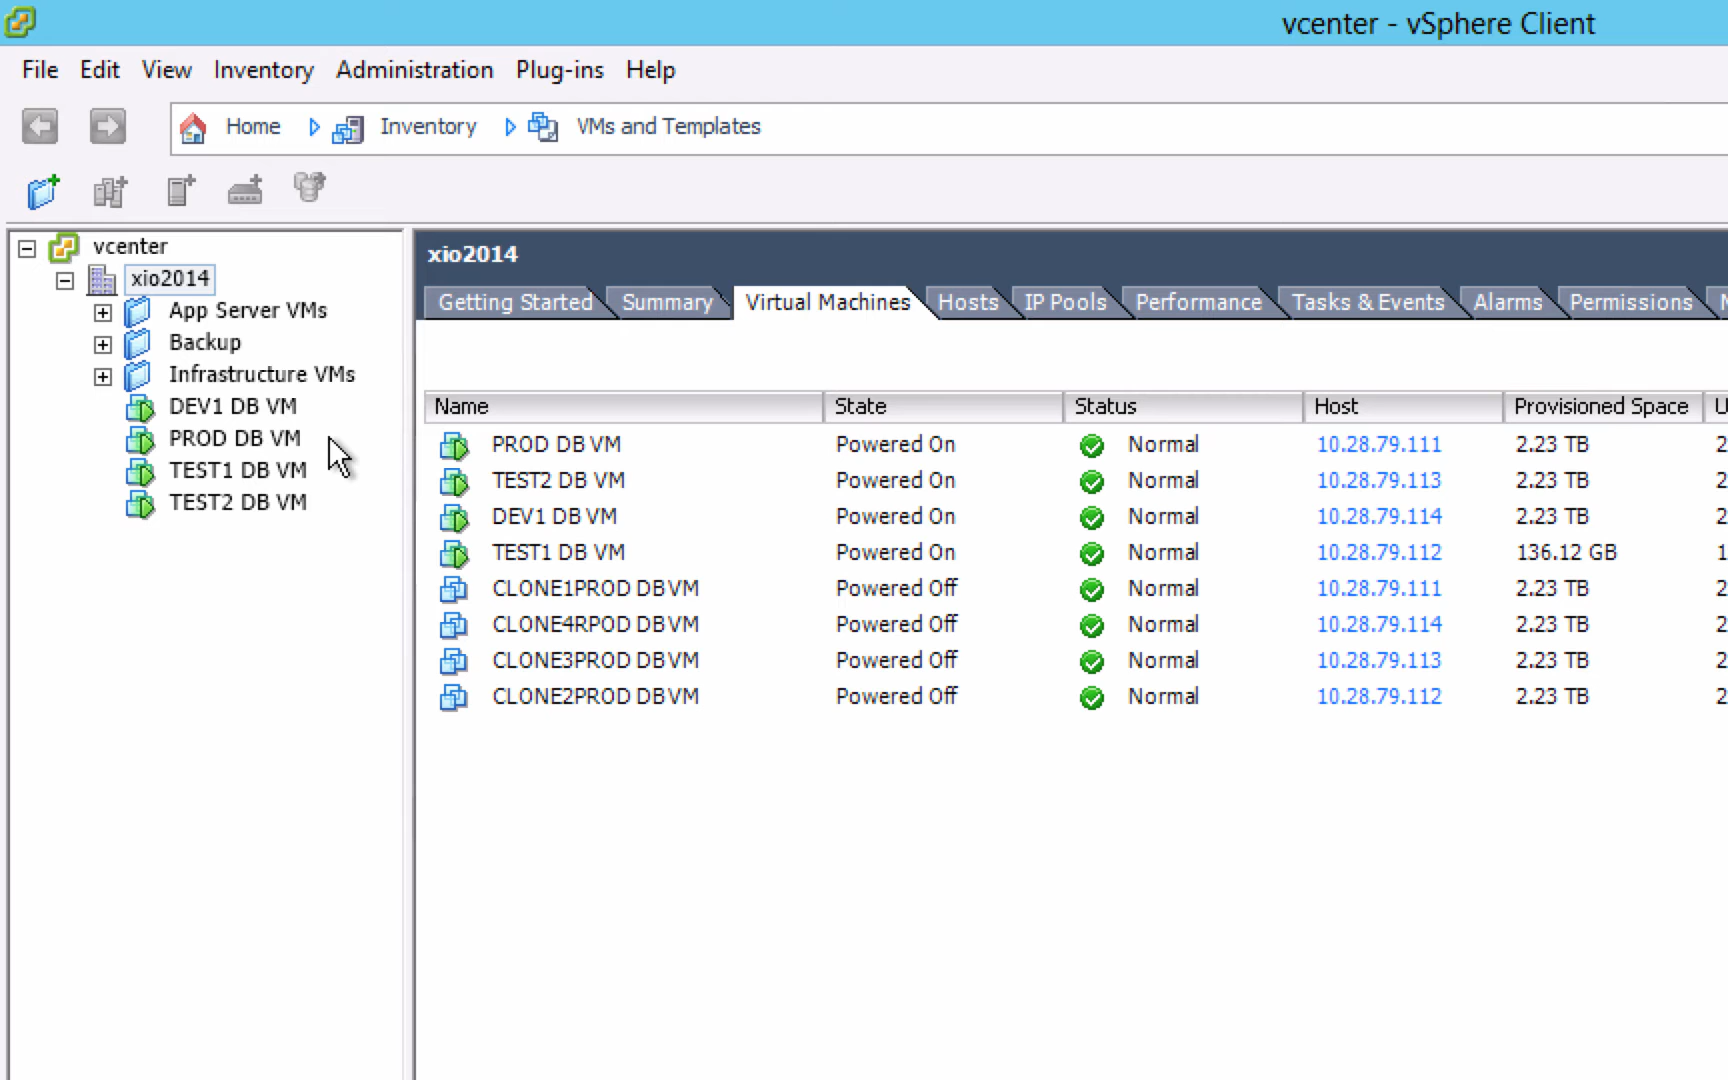 vcenter - vSphere Client
File Edit View Inventory Administration Plug-ins Help
Home Inventory VMs and Templates
vcenter
xio2014
App Server VMs
Backup
Infrastructure VMs
DEV1 DB VM
PROD DB VM
TEST1 DB VM
TEST2 DB VM
xio2014
Getting Started Summary Virtual Machines Hosts IP Pools Performance Tasks & Events Alarms Permissions
Name State Status Host Provisioned Space
PROD DB VM Powered On Normal 10.28.79.111 2.23 TB
TEST2 DB VM Powered On Normal 10.28.79.113 2.23 TB
DEV1 DB VM Powered On Normal 10.28.79.114 2.23 TB
TEST1 DB VM Powered On Normal 10.28.79.112 136.12 GB
CLONE1PROD DB VM Powered Off Normal 10.28.79.111 2.23 TB
CLONE4RPOD DB VM Powered Off Normal 10.28.79.114 2.23 TB
CLONE3PROD DB VM Powered Off Normal 10.28.79.113 2.23 TB
CLONE2PROD DB VM Powered Off Normal 10.28.79.112 2.23 TB